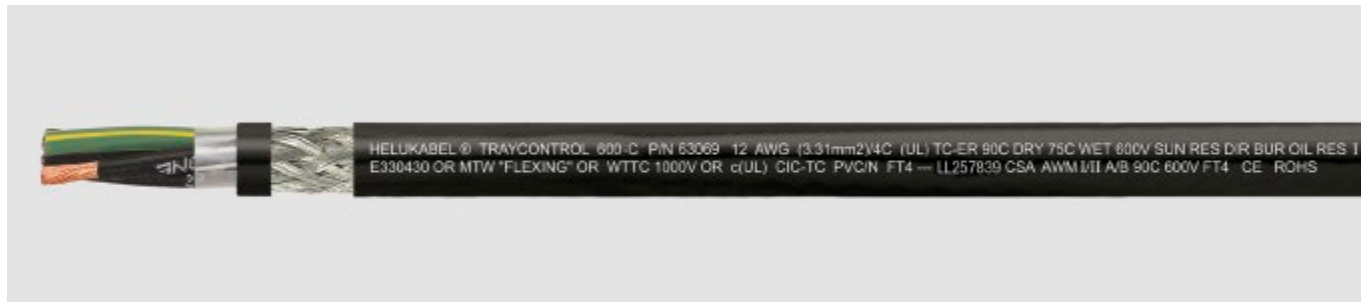 HELUKABEL ® TRAYCONTROL 600-C P/N 63069 12 AWG (3.31mm2)/4C (UL) TC-ER 90C DRY 75C WET 600V SUN RES DIR BUR OIL RES I
E330430 OR MTW "FLEXING" OR WTTC 1000V OR c(UL) CIC-TC PVC/N FT4 — LL257839 CSA AWM I/II A/B 90C 600V FT4 CE ROHS